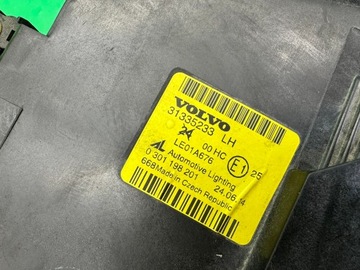 VOLVO
31335233 LH
24 00 HC E1 25
LE01A676
AL Automotive Lighting
0 301 198 201 24.06
668 Made in Czech Republic